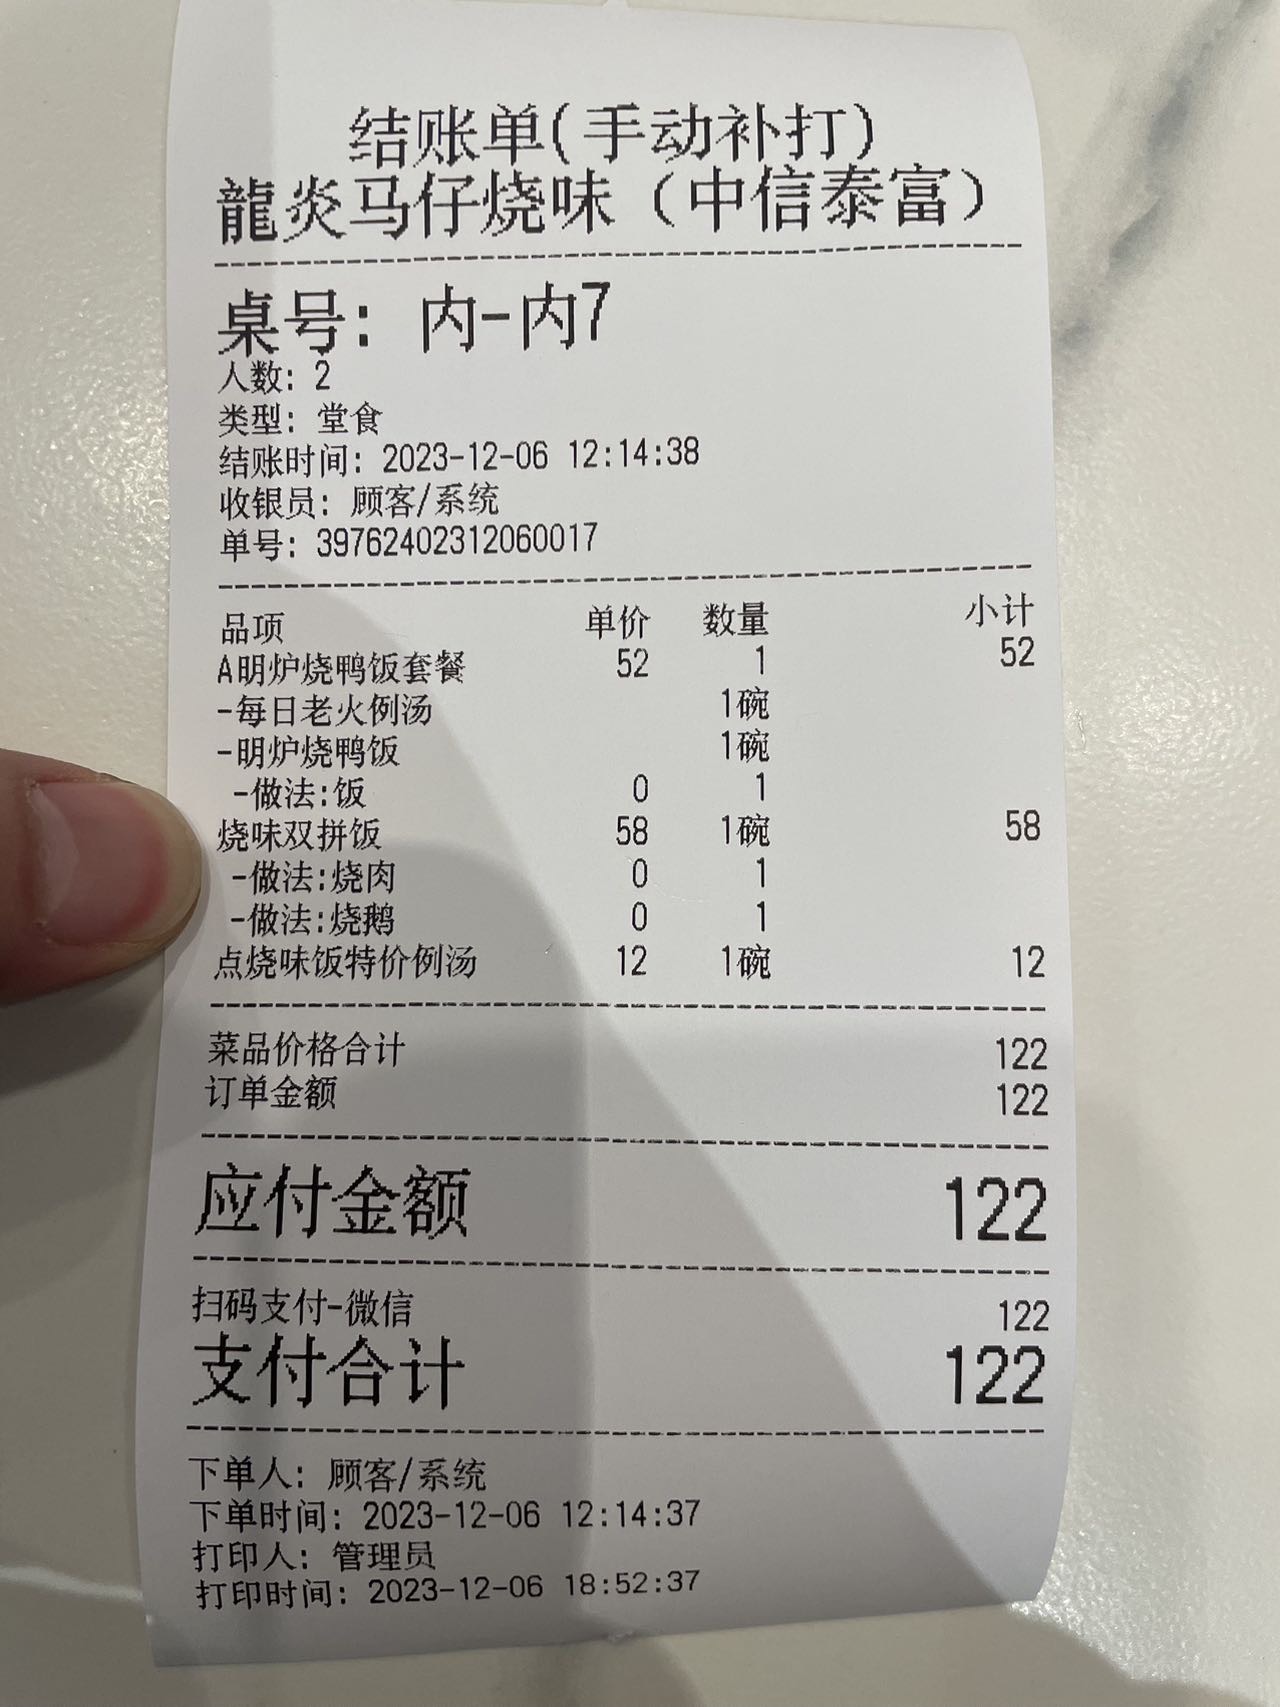 结账单(手动补打)
龍炎马仔烧味（中信泰富）
桌号: 内-内7
人数: 2
类型: 堂食
结账时间: 2023-12-06 12:14:38
收银员: 顾客/系统
单号: 39762402312060017
品项 单价 数量 小计
A明炉烧鸭饭套餐 52 1 52
-每日老火例汤 1碗
-明炉烧鸭饭 1碗
-做法:饭 0 1
烧味双拼饭 58 1碗 58
-做法:烧肉 0 1
-做法:烧鹅 0 1
点烧味饭特价例汤 12 1碗 12
菜品价格合计 122
订单金额 122
应付金额 122
扫码支付-微信 122
支付合计 122
下单人: 顾客/系统
下单时间: 2023-12-06 12:14:37
打印人: 管理员
打印时间: 2023-12-06 18:52:37